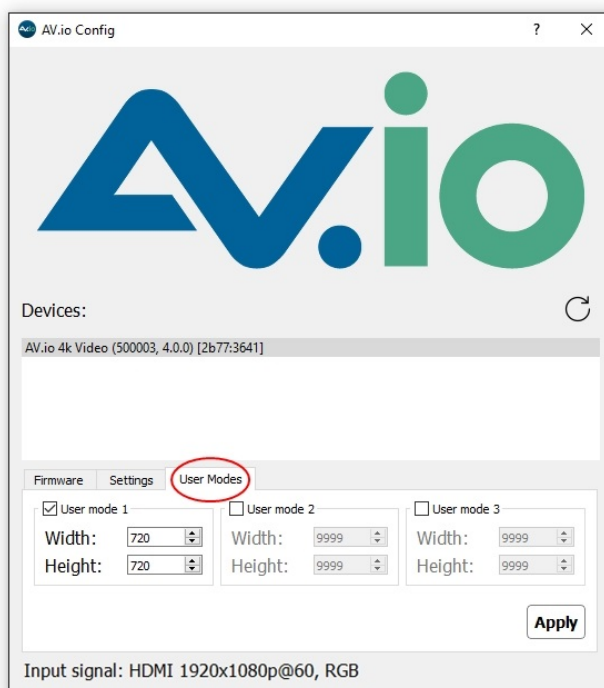 AV.io Config
?
AV.io
Devices:
AV.io 4k Video (500003, 4.0.0) [2b77:3641]
Firmware Settings User Modes
User mode 1 User mode 2 User mode 3
Width: 720 Width: 9999 Width: 9999
Height: 720 Height: 9999 Height: 9999
Apply
Input signal: HDMI 1920x1080p@60, RGB